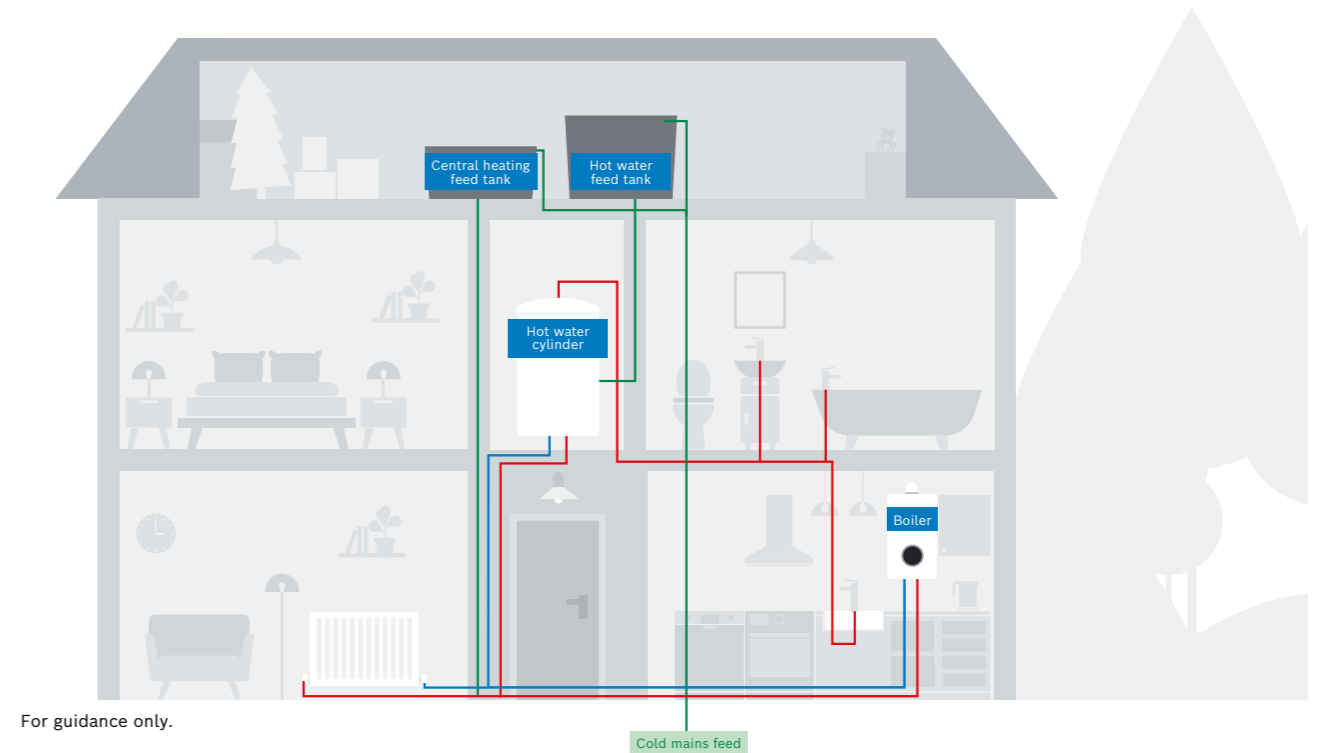 Central heating
feed tank
Hot water
feed tank
Hot water
cylinder
Boiler
For guidance only.
Cold mains feed